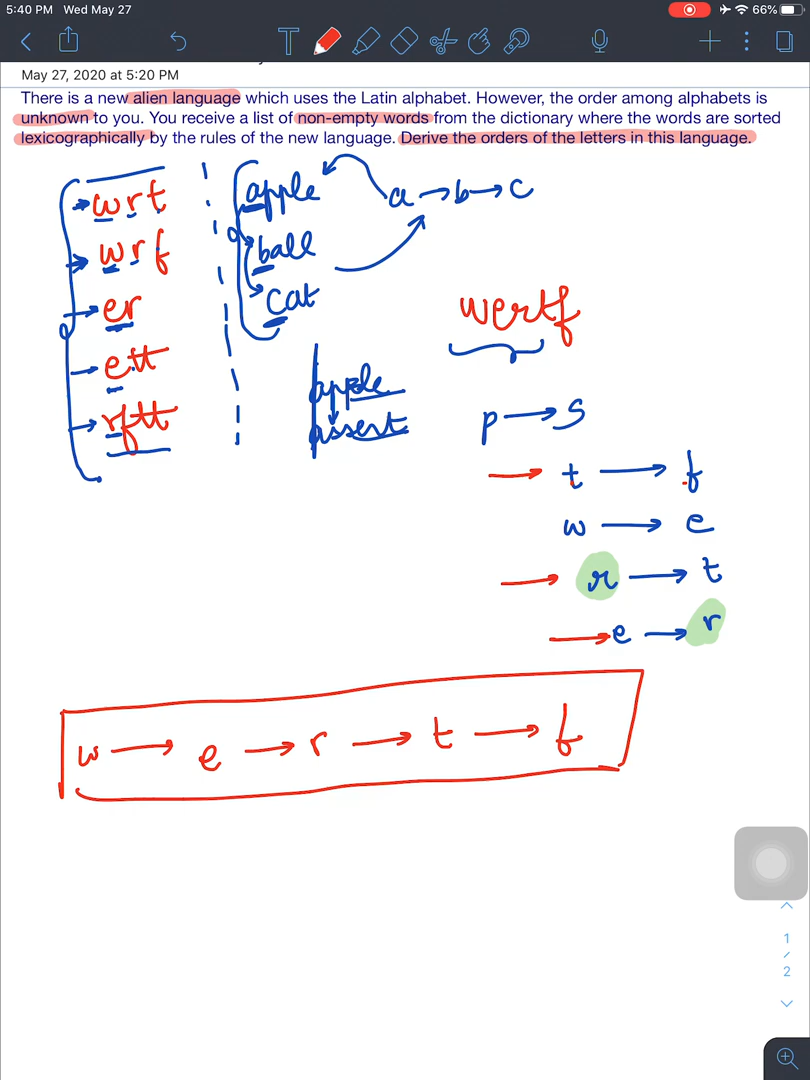 5:40 PM Wed May 27 66%
T
May 27, 2020 at 5:20 PM
There is a new alien language which uses the Latin alphabet. However, the order among alphabets is
unknown to you. You receive a list of non-empty words from the dictionary where the words are sorted
lexicographically by the rules of the new language. Derive the orders of the letters in this language.
wrt
wrf
er
ett
rftt
apple
ball
cat
a → b → c
wertf
apple
assert
p → s
→ t → f
w → e
→ r → t
→ e → r
w → e → r → t → f
1
/
2